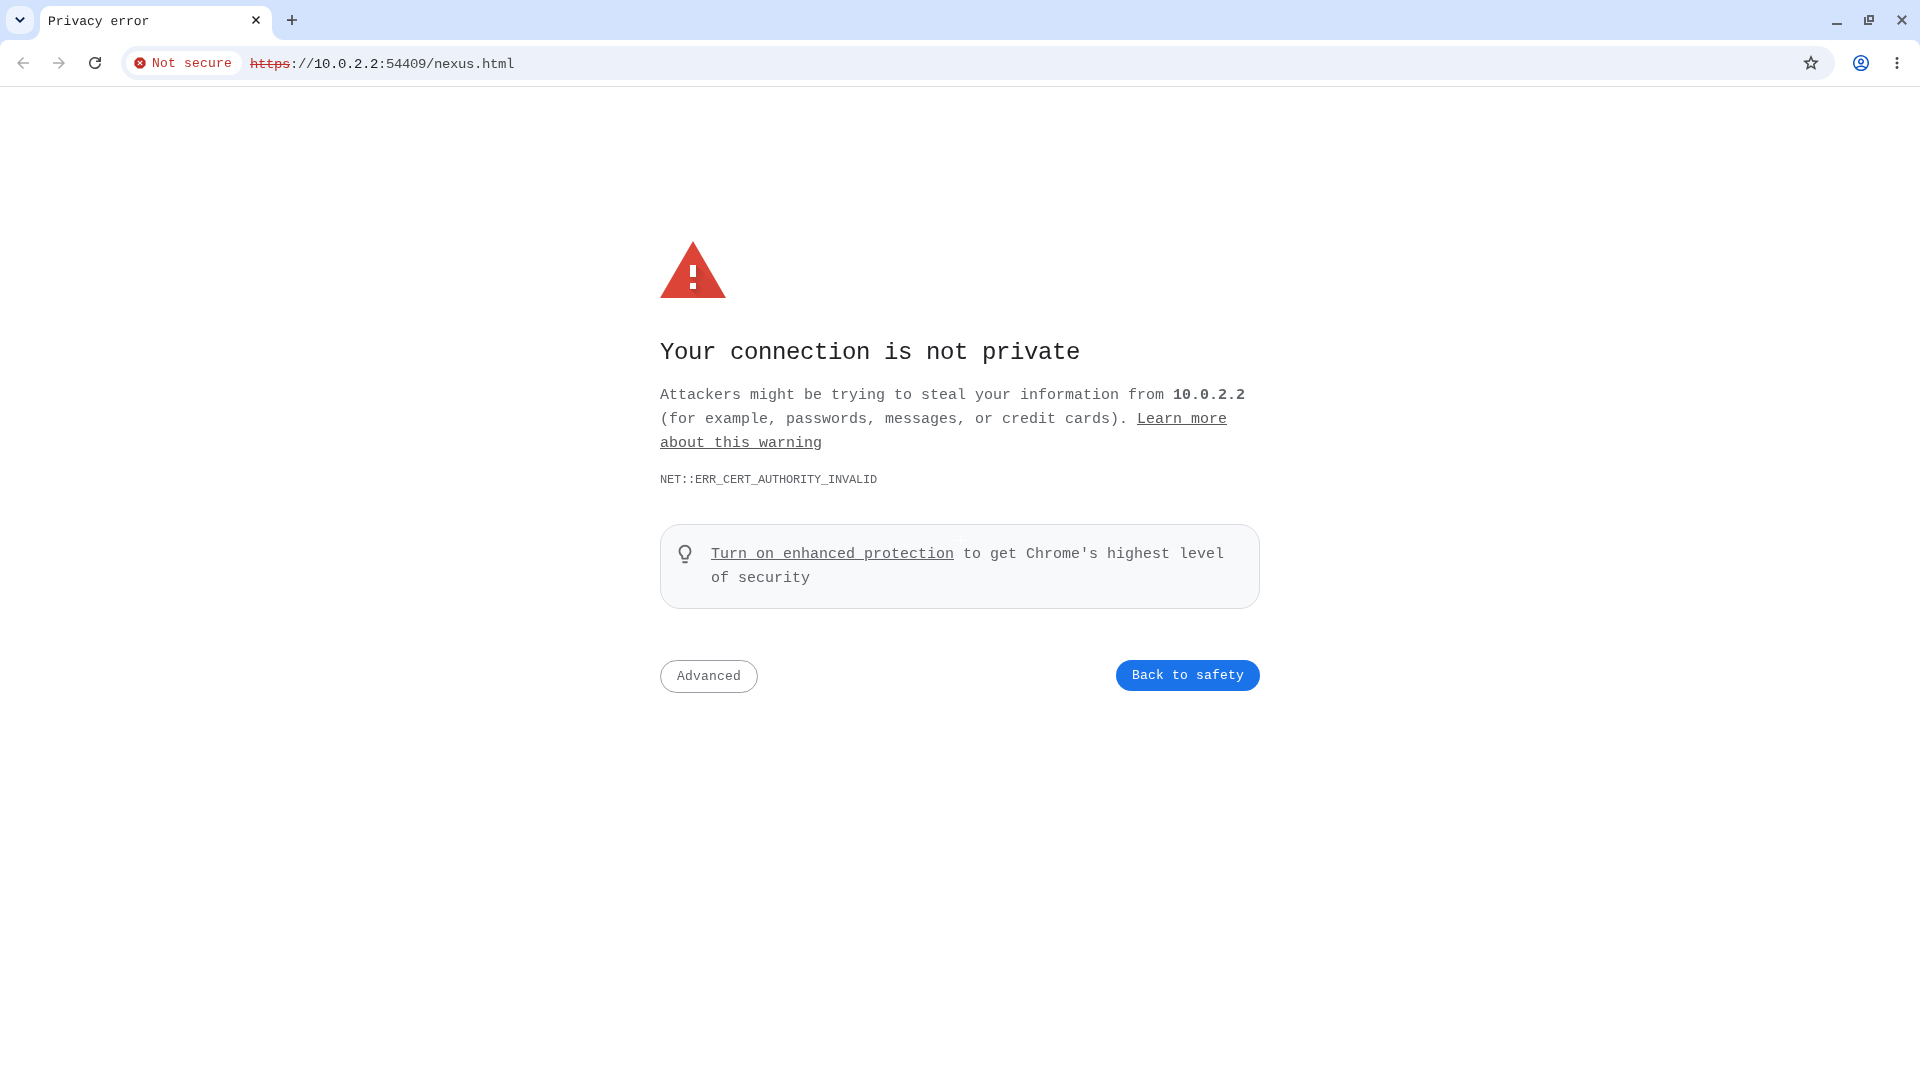 Privacy error
Not secure
https://10.0.2.2:54409/nexus.html
Your connection is not private
Attackers might be trying to steal your information from 10.0.2.2
(for example, passwords, messages, or credit cards). Learn more
about this warning
NET::ERR_CERT_AUTHORITY_INVALID
Turn on enhanced protection to get Chrome's highest level
of security
Advanced
Back to safety